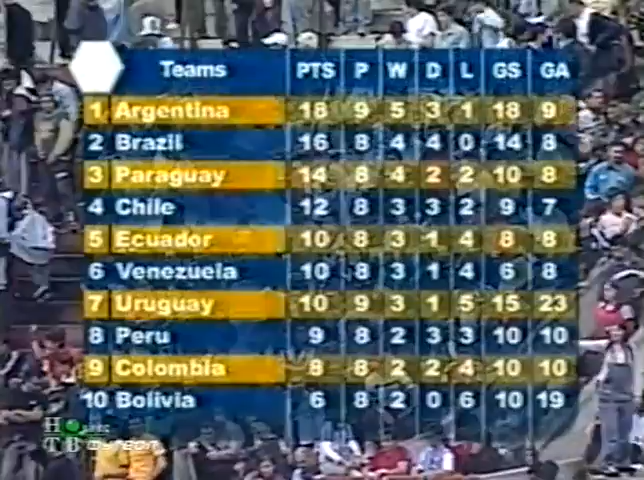 Teams PTS P W D L GS GA
1 Argentina 18 9 5 3 1 18 9
2 Brazil 16 8 4 4 0 14 8
3 Paraguay 14 8 4 2 2 10 8
4 Chile 12 8 3 3 2 9 7
5 Ecuador 10 8 3 1 4 8 8
6 Venezuela 10 8 3 1 4 6 8
7 Uruguay 10 9 3 1 5 15 23
8 Peru 9 8 2 3 3 10 10
9 Colombia 8 8 2 2 4 10 10
10 Bolivia 6 8 2 0 6 10 19
НТВ плюс
футбол